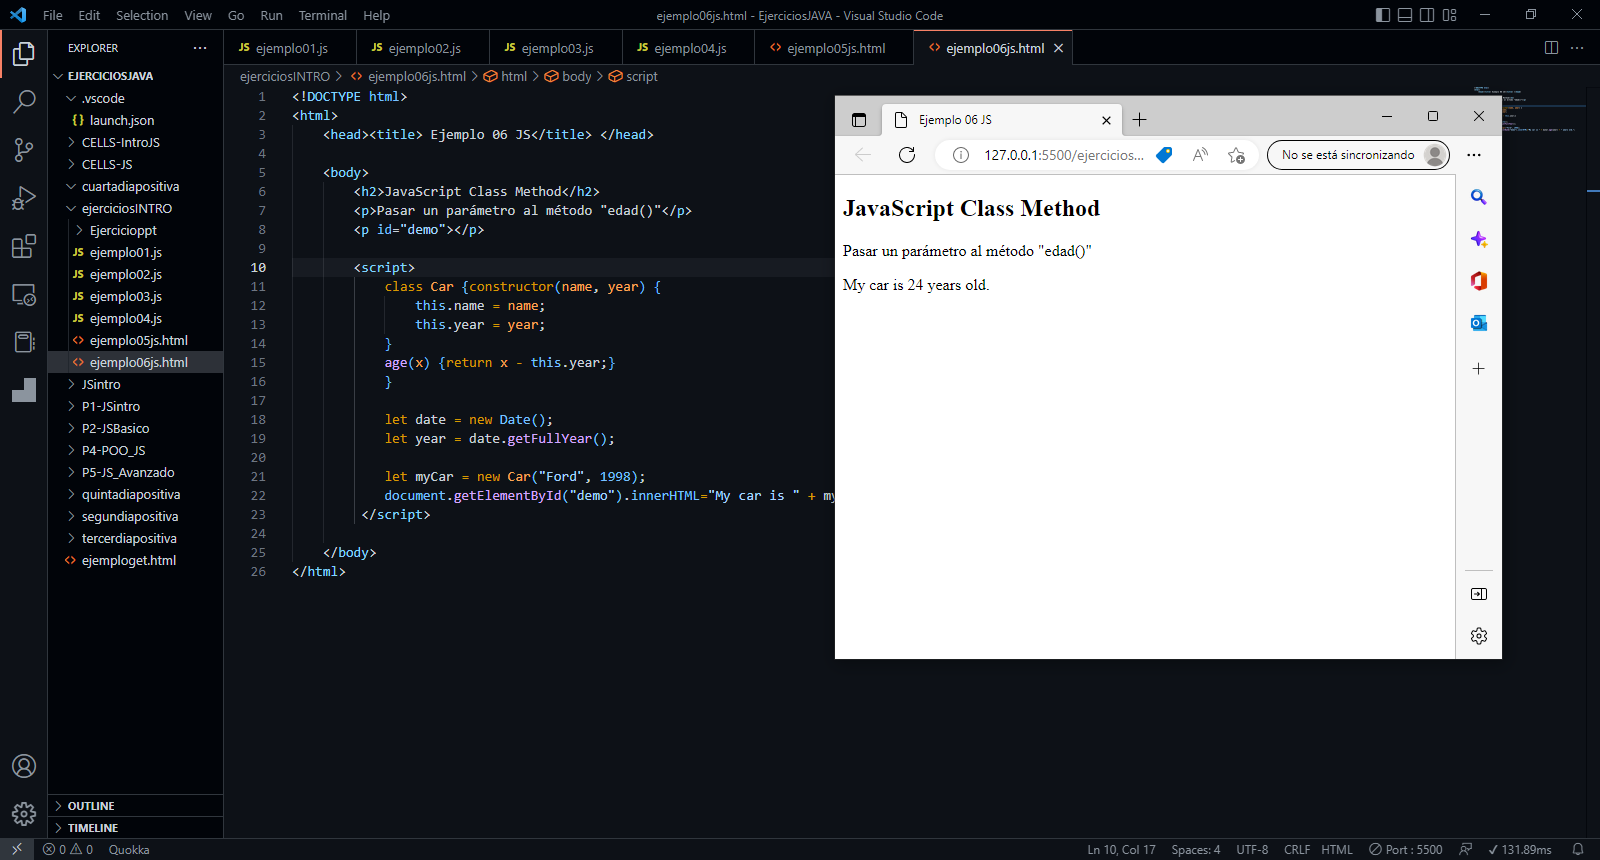 File Edit Selection View Go Run Terminal Help
ejemplo06js.html - EjerciciosJAVA - Visual Studio Code
EXPLORER
EJERCICIOSJAVA
.vscode
launch.json
CELLS-IntroJS
CELLS-JS
cuartadiapositiva
ejerciciosINTRO
Ejercicioppt
JS ejemplo01.js
JS ejemplo02.js
JS ejemplo03.js
JS ejemplo04.js
ejemplo05js.html
ejemplo06js.html
JSintro
P1-JSintro
P2-JSBasico
P4-POO_JS
P5-JS_Avanzado
quintadiapositiva
segundiapositiva
tercerdiapositiva
ejemploget.html
OUTLINE
TIMELINE
JS ejemplo01.js JS ejemplo02.js JS ejemplo03.js JS ejemplo04.js ejemplo05js.html ejemplo06js.html
ejerciciosINTRO > ejemplo06js.html > html > body > script
1 <!DOCTYPE html>
2 <html>
3 <head><title> Ejemplo 06 JS</title> </head>
4
5 <body>
6 <h2>JavaScript Class Method</h2>
7 <p>Pasar un parámetro al método "edad()"</p>
8 <p id="demo"></p>
9
10 <script>
11 class Car {constructor(name, year) {
12 this.name = name;
13 this.year = year;
14 }
15 age(x) {return x - this.year;}
16 }
17
18 let date = new Date();
19 let year = date.getFullYear();
20
21 let myCar = new Car("Ford", 1998);
22 document.getElementById("demo").innerHTML="My car is " + my
23 </script>
24
25 </body>
26 </html>
Ejemplo 06 JS
127.0.0.1:5500/ejercicios...
No se está sincronizando
JavaScript Class Method
Pasar un parámetro al método "edad()"
My car is 24 years old.
0 0 Quokka
Ln 10, Col 17 Spaces: 4 UTF-8 CRLF HTML Port : 5500 131.89ms